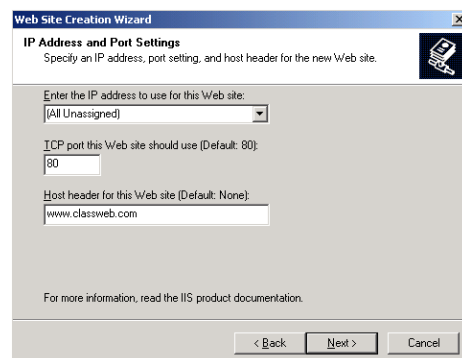 Web Site Creation Wizard
IP Address and Port Settings
Specify an IP address, port setting, and host header for the new Web site.
Enter the IP address to use for this Web site:
(All Unassigned)
TCP port this Web site should use (Default: 80):
80
Host header for this Web site (Default: None):
www.classweb.com
For more information, read the IIS product documentation.
< Back Next > Cancel